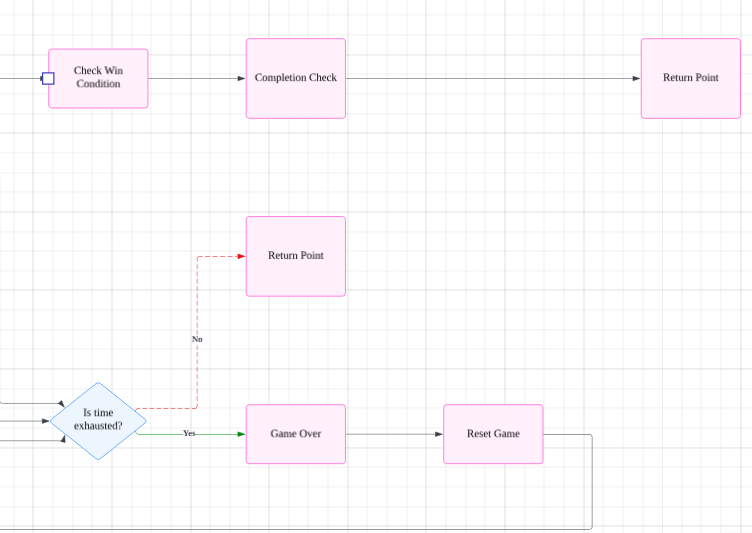 Check Win
Condition
Completion Check
Return Point
Return Point
No
Is time
exhausted?
Yes
Game Over
Reset Game